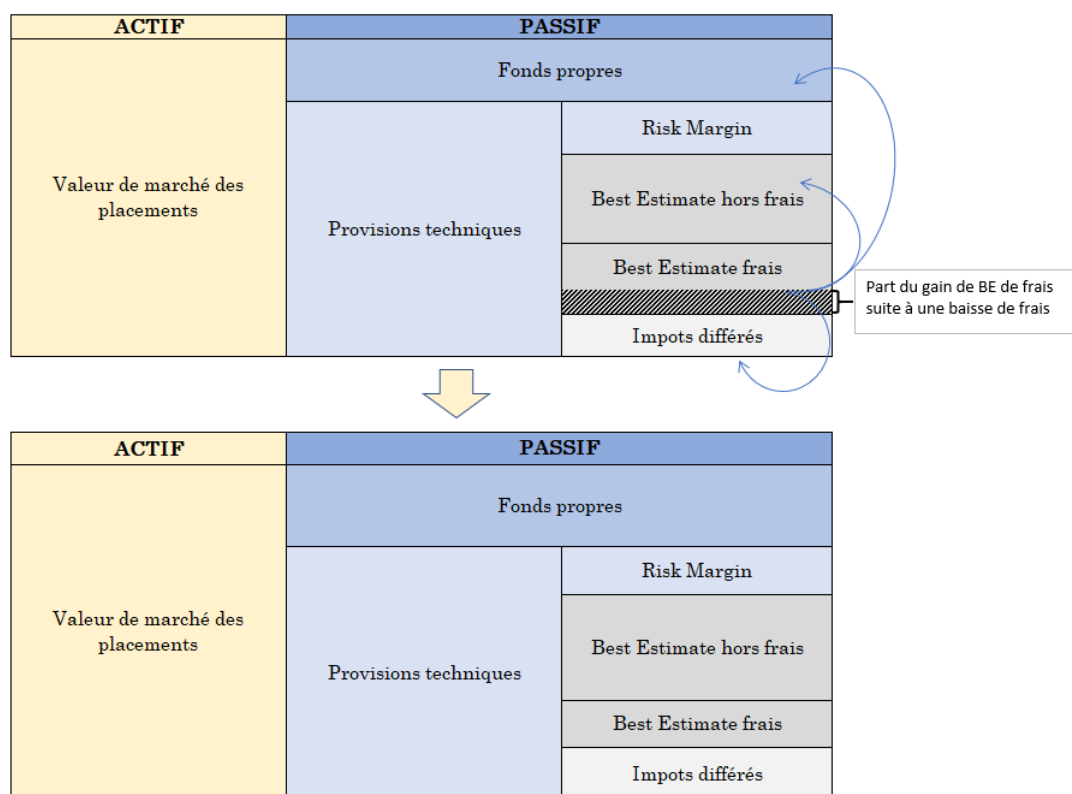 ACTIF
PASSIF
Fonds propres
Valeur de marché des
placements
Provisions techniques
Risk Margin
Best Estimate hors frais
Best Estimate frais
Impots différés
Part du gain de BE de frais
suite à une baisse de frais
ACTIF
PASSIF
Fonds propres
Valeur de marché des
placements
Provisions techniques
Risk Margin
Best Estimate hors frais
Best Estimate frais
Impots différés